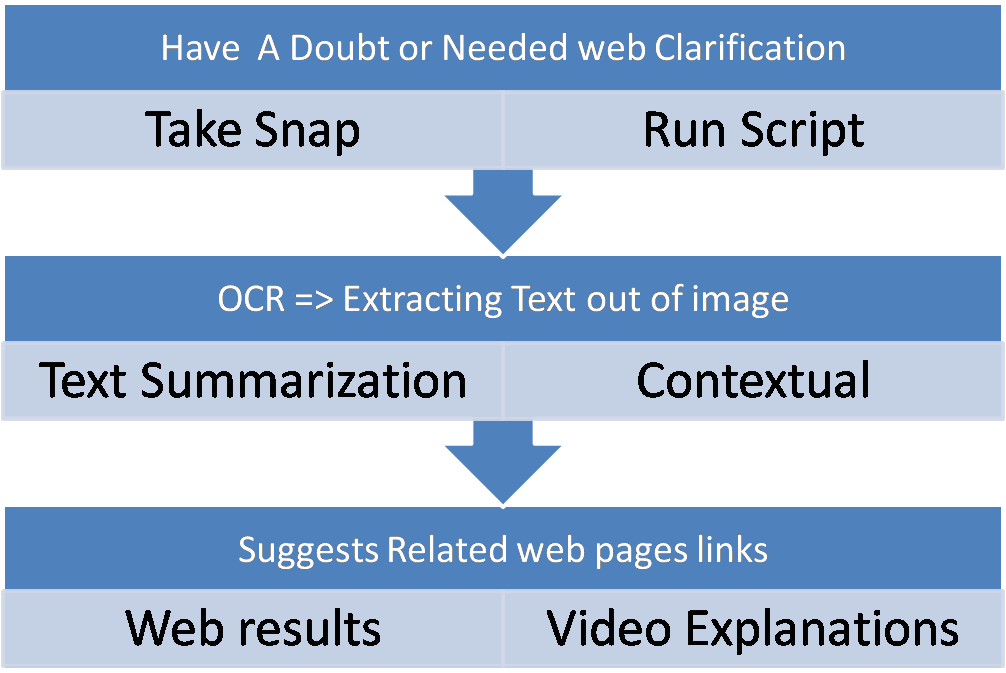 Have A Doubt or Needed web Clarification
Take Snap
Run Script
OCR => Extracting Text out of image
Text Summarization
Contextual
Suggests Related web pages links
Web results
Video Explanations